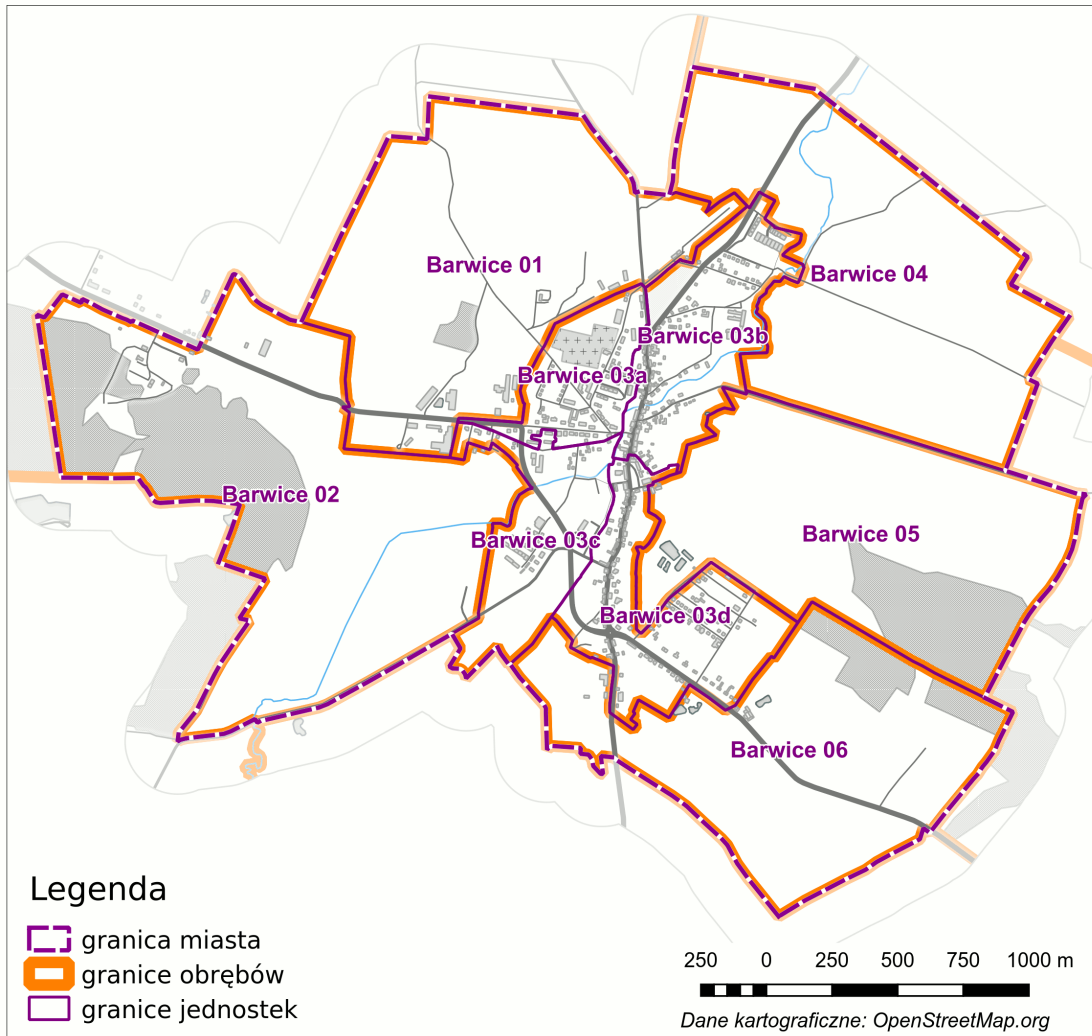 Barwice 01
Barwice 04
Barwice 03b
Barwice 03a
Barwice 02
Barwice 03c
Barwice 05
Barwice 03d
Barwice 06
Legenda
granica miasta
granice obrębów
granice jednostek
250 0 250 500 750 1000 m
Dane kartograficzne: OpenStreetMap.org